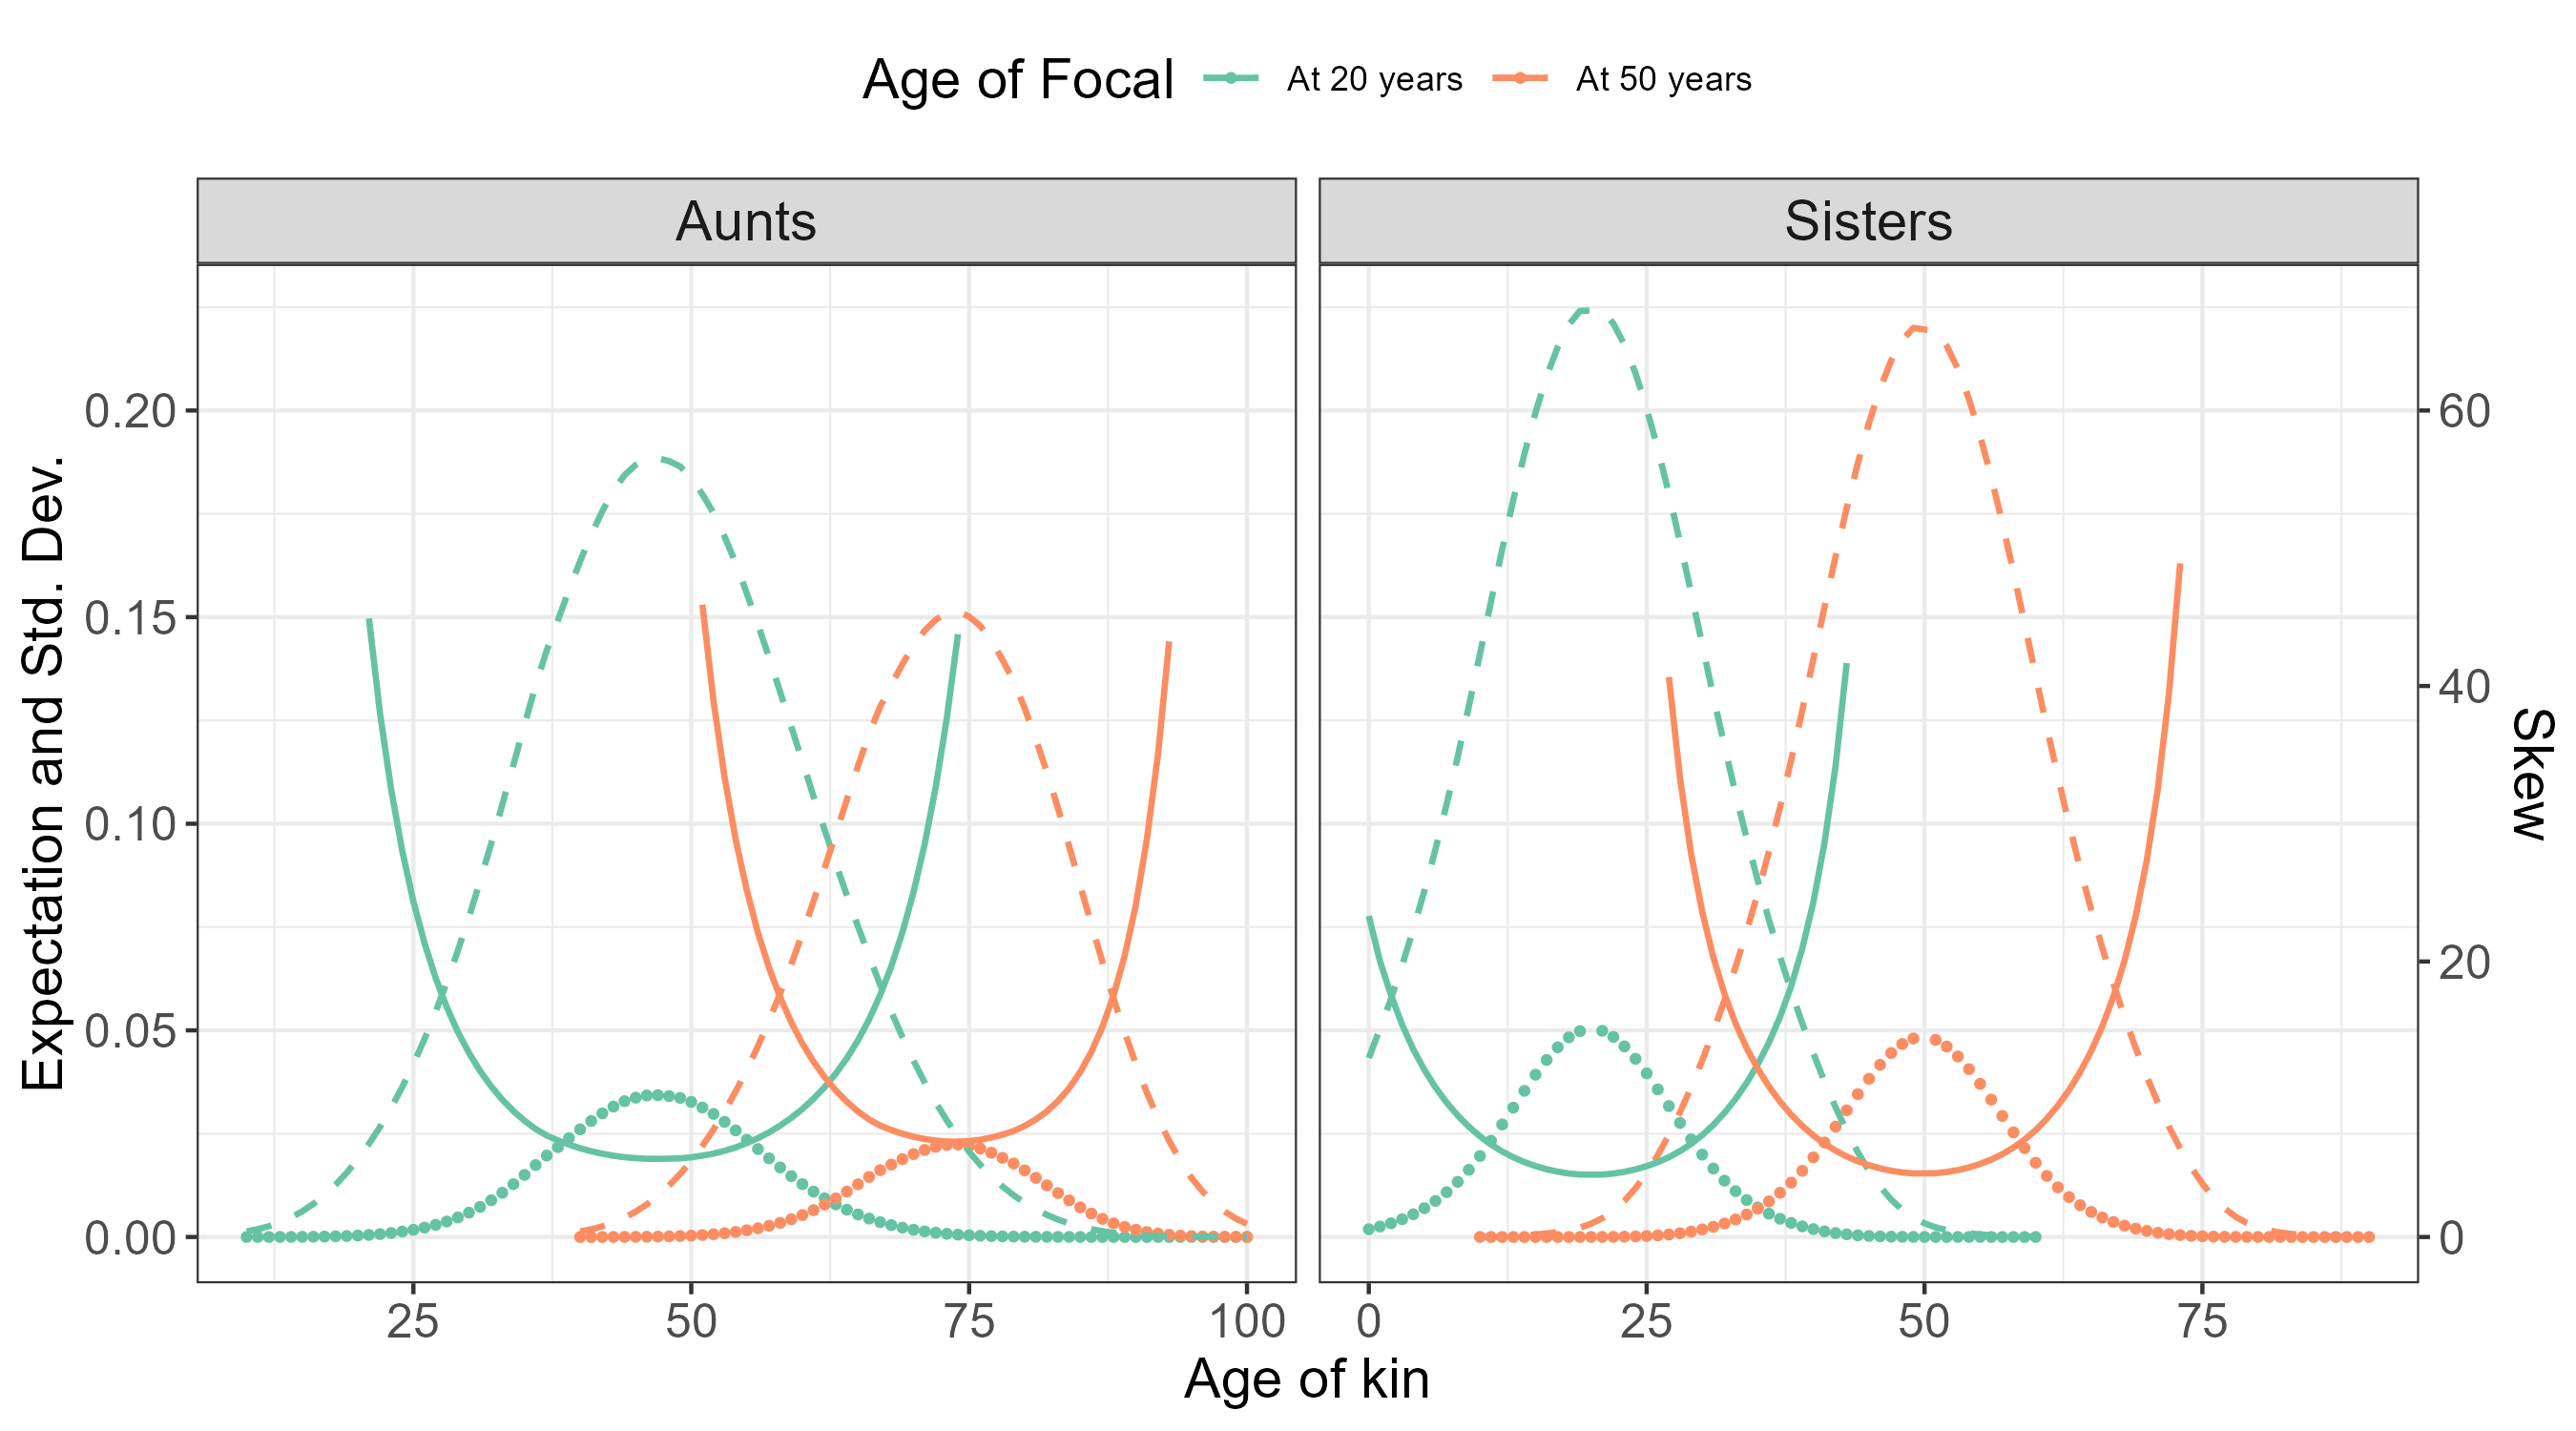 Age of Focal At 20 years At 50 years
Aunts Sisters
Expectation and Std. Dev.
0.20
0.15
0.10
0.05
0.00
60
40
20
0
Skew
25 50 75 100 0 25 50 75
Age of kin